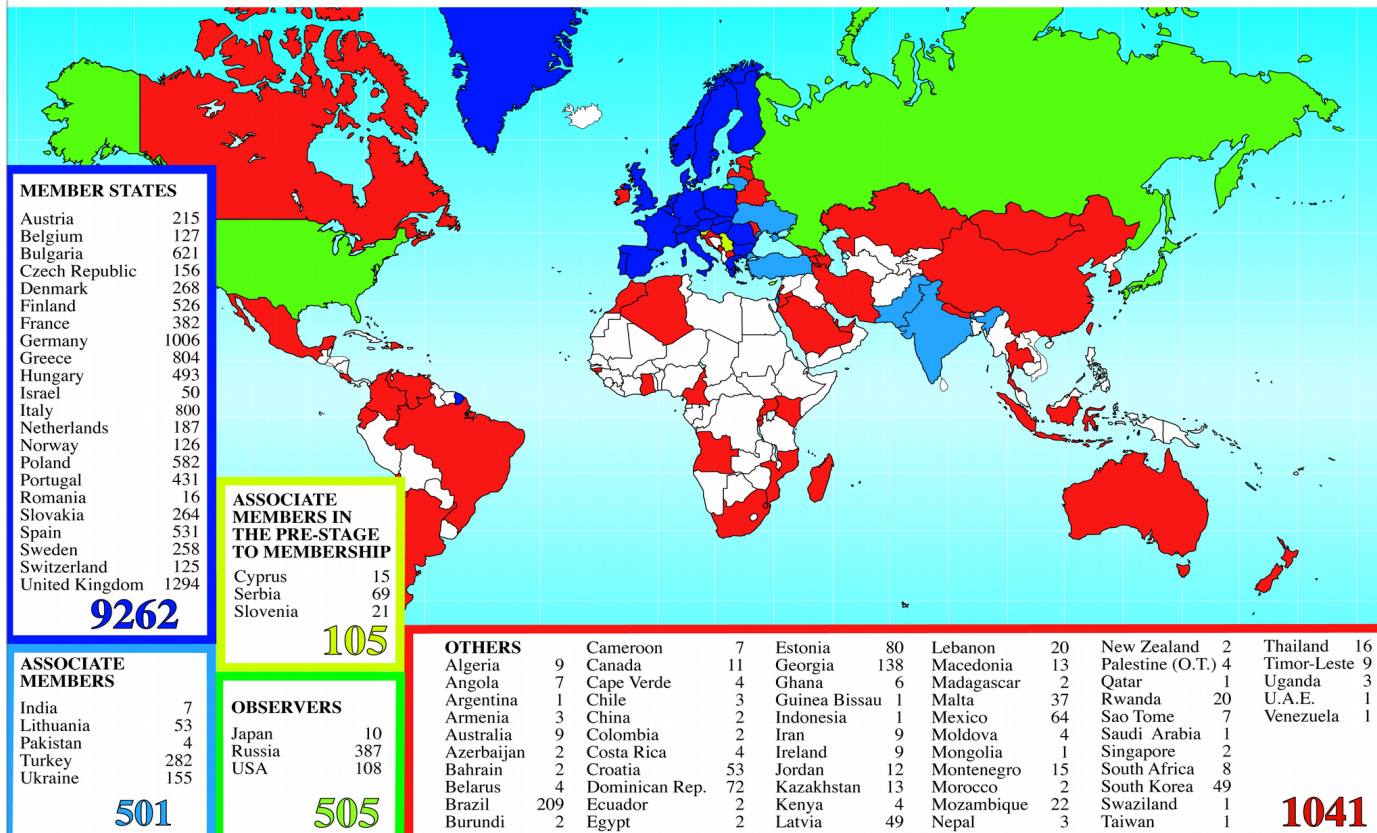 MEMBER STATES
Austria 215
Belgium 127
Bulgaria 621
Czech Republic 156
Denmark 268
Finland 526
France 382
Germany 1006
Greece 804
Hungary 493
Israel 50
Italy 800
Netherlands 187
Norway 126
Poland 582
Portugal 431
Romania 16
Slovakia 264
Spain 531
Sweden 258
Switzerland 125
United Kingdom 1294
9262
ASSOCIATE
MEMBERS
India 7
Lithuania 53
Pakistan 4
Turkey 282
Ukraine 155
501
ASSOCIATE
MEMBERS IN
THE PRE-STAGE
TO MEMBERSHIP
Cyprus 15
Serbia 69
Slovenia 21
105
OBSERVERS
Japan 10
Russia 387
USA 108
505
OTHERS
Algeria 9
Angola 7
Argentina 1
Armenia 3
Australia 9
Azerbaijan 2
Bahrain 2
Belarus 4
Brazil 209
Burundi 2
Cameroon 7
Canada 11
Cape Verde 4
Chile 3
China 2
Colombia 2
Costa Rica 4
Croatia 53
Dominican Rep. 72
Ecuador 2
Egypt 2
Estonia 80
Georgia 138
Ghana 6
Guinea Bissau 1
Indonesia 1
Iran 9
Ireland 9
Jordan 12
Kazakhstan 13
Kenya 4
Latvia 49
Lebanon 20
Macedonia 13
Madagascar 2
Malta 37
Mexico 64
Moldova 4
Mongolia 1
Montenegro 15
Morocco 2
Mozambique 22
Nepal 3
New Zealand 2
Palestine (O.T.) 4
Qatar 1
Rwanda 20
Sao Tome 7
Saudi Arabia 1
Singapore 2
South Africa 8
South Korea 49
Swaziland 1
Taiwan 1
Thailand 16
Timor-Leste 9
Uganda 3
U.A.E. 1
Venezuela 1
1041